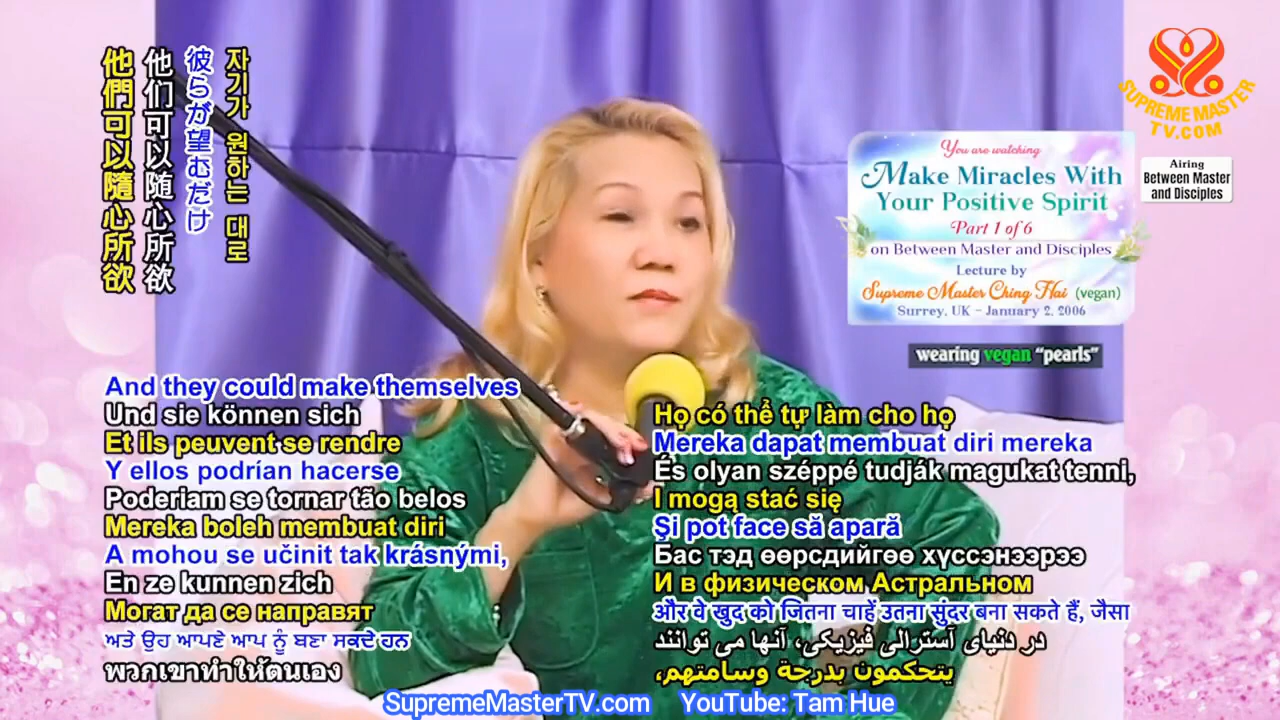 他們可以隨心所欲
他们可以随心所欲
彼らが望むだけ
자기가 원하는 대로
SUPREME MASTER
TV.COM
Airing
Between Master
and Disciples
You are watching
Make Miracles With
Your Positive Spirit
Part 1 of 6
on Between Master and Disciples
Lecture by
Supreme Master Ching Hai (vegan)
Surrey, UK – January 2, 2006
wearing vegan “pearls”
And they could make themselves
Und sie können sich
Et ils peuvent se rendre
Y ellos podrían hacerse
Poderiam se tornar tão belos
Mereka boleh membuat diri
A mohou se učinit tak krásnými,
En ze kunnen zich
Могат да се направят
ਅਤੇ ਉਹ ਆਪਣੇ ਆਪ ਨੂੰ ਬਣਾ ਸਕਦੇ ਹਨ
พวกเขาทำให้ตนเอง
Họ có thể tự làm cho họ
Mereka dapat membuat diri mereka
És olyan széppé tudják magukat tenni,
I mogą stać się
Și pot face să apară
Бас тэд өөрсдийгөө хүссэнээрээ
И в физическом Астральном
और वे खुद को जितना चाहें उतना सुंदर बना सकते हैं, जैसा
در دنیای آسترالی فیزیکی، آنها می توانند
يتحكمون بدرجة وسامتهم،
SupremeMasterTV.com YouTube: Tam Hue